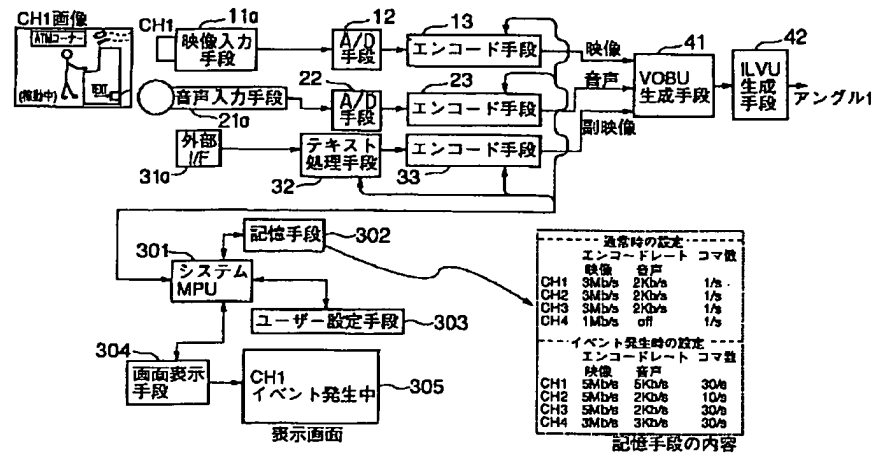 CH1画像
ATMコーナー
(稼動中)
CH1
11a
映像入力
手段
12
A/D
手段
13
エンコード手段
映像
41
VOBU
生成手段
42
ILVU
生成
手段
アングル1
音声入力手段
21a
22
A/D
手段
23
エンコード手段
音声
副映像
外部
I/F
31a
テキスト
処理手段
32
エンコード手段
33
301
システム
MPU
記憶手段
302
ユーザー設定手段
303
304
画面表示
手段
CH1
イベント発生中
305
表示画面
通常時の設定
エンコードレート コマ数
映像 音声
CH1 3Mb/s 2Kb/s 1/s
CH2 3Mb/s 2Kb/s 1/s
CH3 3Mb/s 2Kb/s 1/s
CH4 1Mb/s off 1/s
イベント発生時の設定
エンコードレート コマ数
映像 音声
CH1 5Mb/s 5Kb/s 30/s
CH2 5Mb/s 2Kb/s 10/s
CH3 5Mb/s 2Kb/s 30/s
CH4 3Mb/s 3Kb/s 30/s
記憶手段の内容